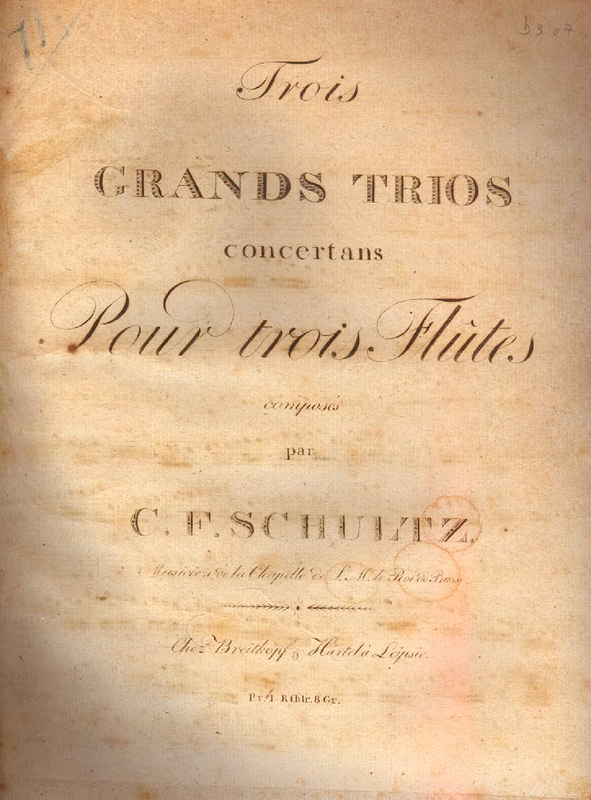 Trois
GRANDS TRIOS
concertans
Pour trois Flûtes
composés
par
C. F. SCHULTZ.
Musicien de la Chapelle de S. M. le Roi de Pruss.
Chez Breitkopf & Härtel à Leipsic.
Pr. 1 Rthlr. 8 Gr.